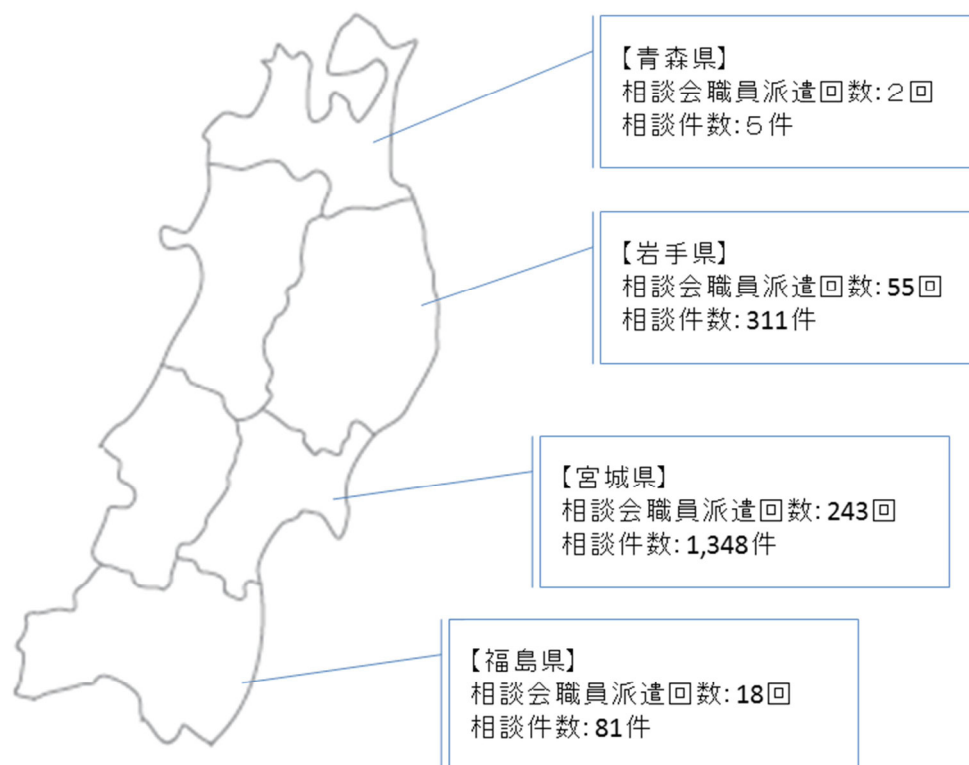 【青森県】
相談会職員派遣回数:２回
相談件数:５件
【岩手県】
相談会職員派遣回数:55回
相談件数:311件
【宮城県】
相談会職員派遣回数:243回
相談件数:1,348件
【福島県】
相談会職員派遣回数:18回
相談件数:81件